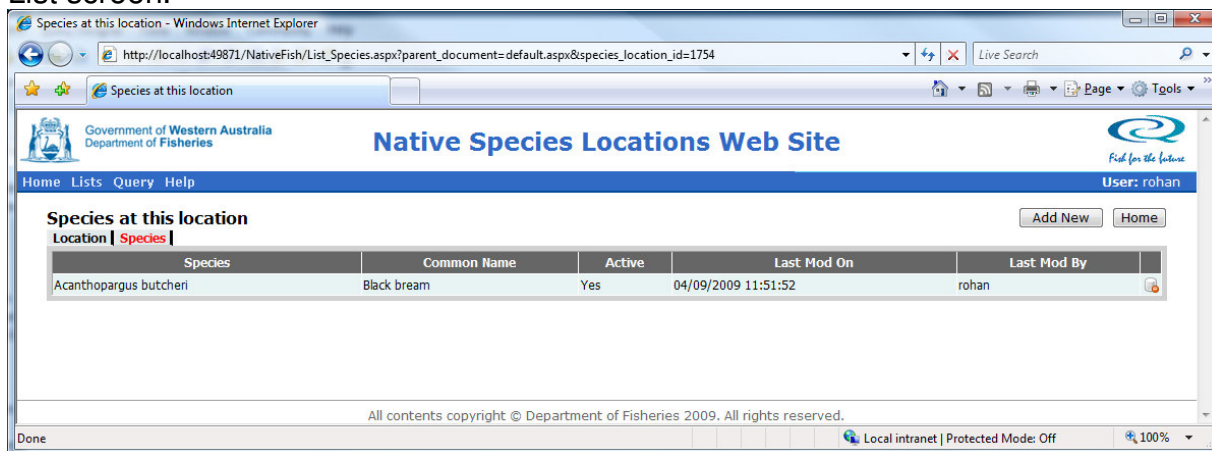 List screen.
Species at this location - Windows Internet Explorer
http://localhost:49871/NativeFish/List_Species.aspx?parent_document=default.aspx&species_location_id=1754
Live Search
Species at this location
Page
Tools
Government of Western Australia
Department of Fisheries
Native Species Locations Web Site
Fish for the future
Home Lists Query Help
User: rohan
Species at this location
Add New
Home
Location | Species |
Species Common Name Active Last Mod On Last Mod By
Acanthopargus butcheri Black bream Yes 04/09/2009 11:51:52 rohan
All contents copyright © Department of Fisheries 2009. All rights reserved.
Done
Local intranet | Protected Mode: Off
100%